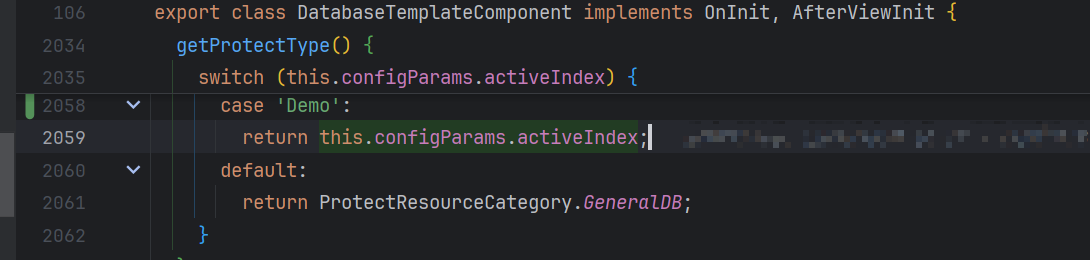 106 export class DatabaseTemplateComponent implements OnInit, AfterViewInit {
2034 getProtectType() {
2035 switch (this.configParams.activeIndex) {
2058 case 'Demo':
2059 return this.configParams.activeIndex;
2060 default:
2061 return ProtectResourceCategory.GeneralDB;
2062 }